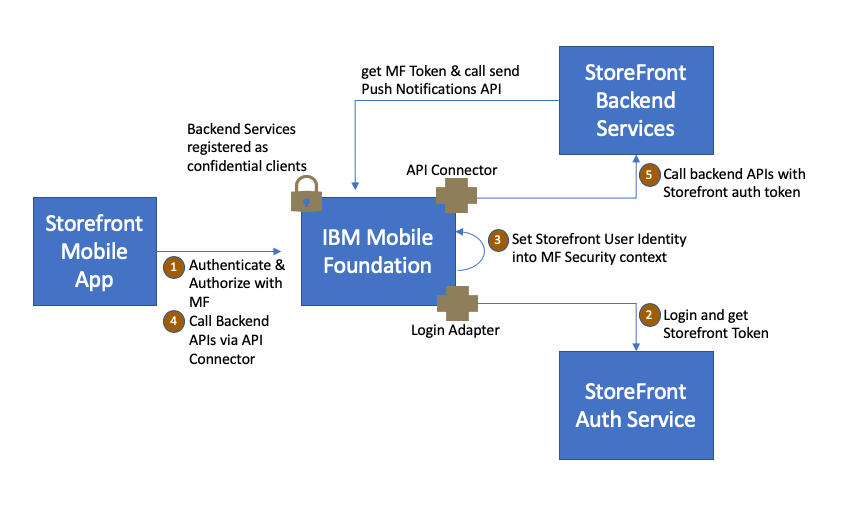 get MF Token & call send
Push Notifications API
StoreFront
Backend
Services
Backend Services
registered as
confidential clients
API Connector
5 Call backend APIs with
Storefront auth token
Storefront
Mobile
App
IBM Mobile
Foundation
3 Set Storefront User Identity
into MF Security context
1 Authenticate &
Authorize with
MF
4 Call Backend
APIs via API
Connector
Login Adapter
2 Login and get
Storefront Token
StoreFront
Auth Service